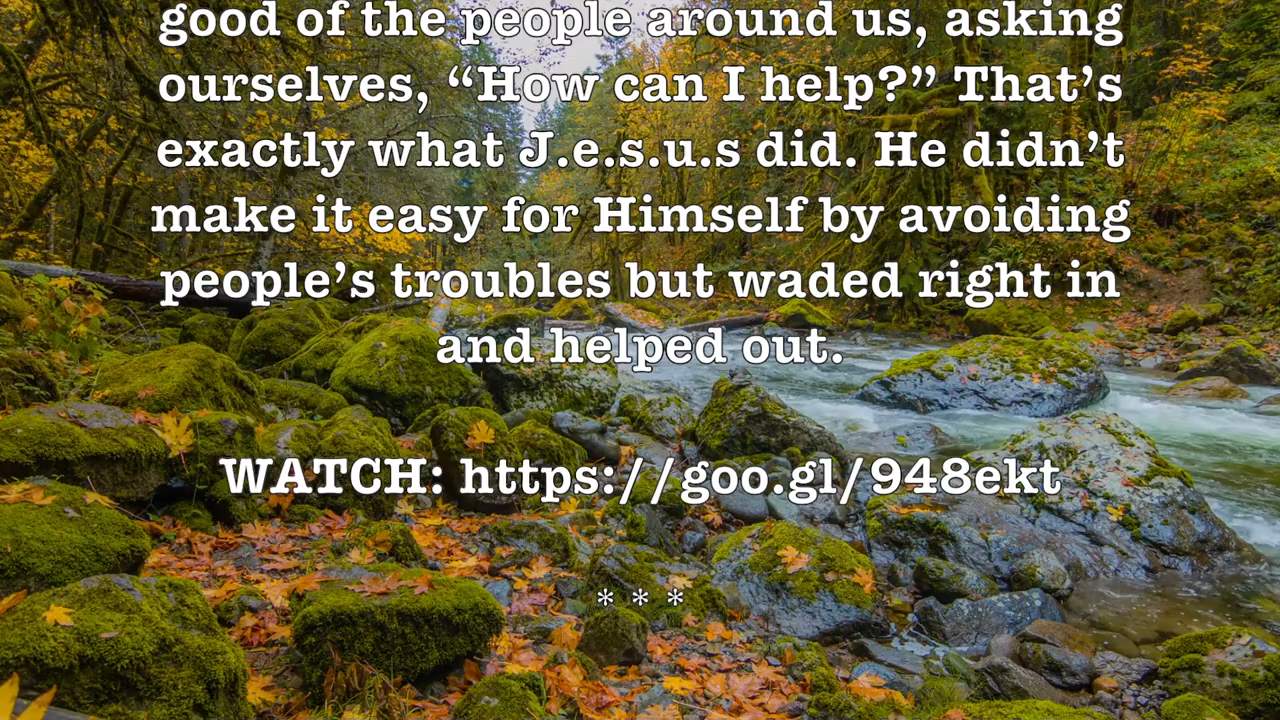 good of the people around us, asking
ourselves, “How can I help?” That’s
exactly what J.e.s.u.s did. He didn’t
make it easy for Himself by avoiding
people’s troubles but waded right in
and helped out.
WATCH: https://goo.gl/948ekt
* * *